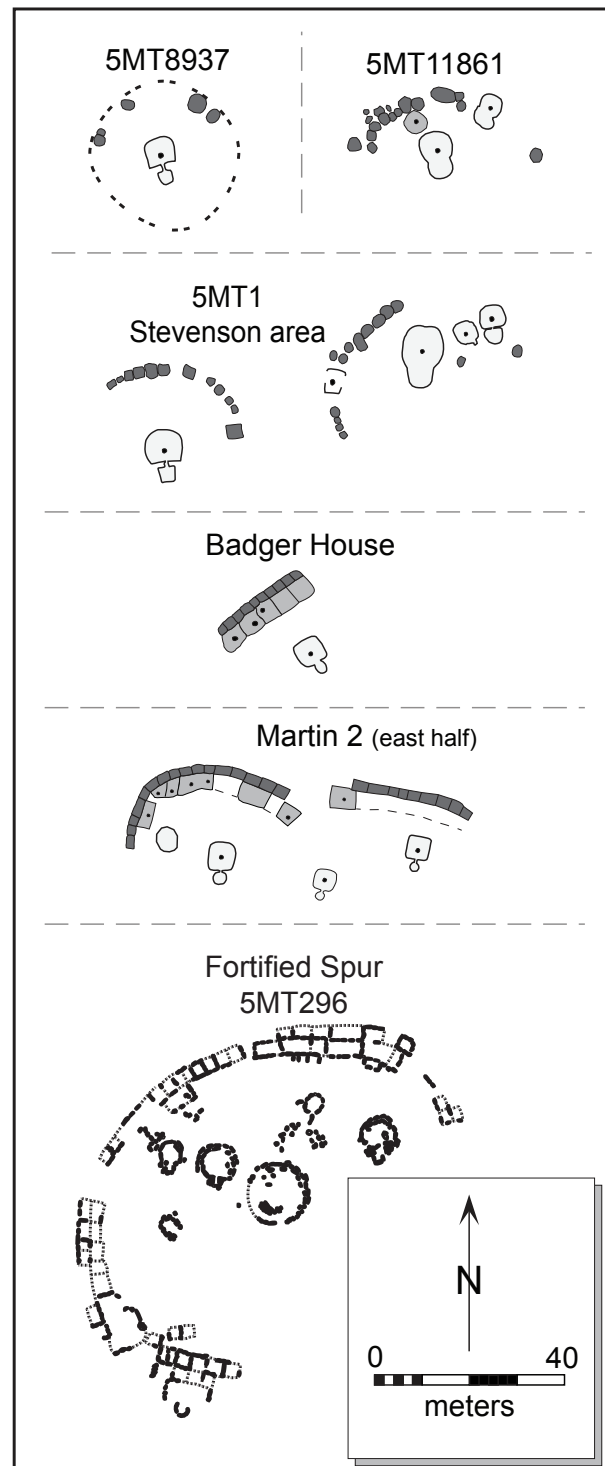 5MT8937
5MT11861
5MT1
Stevenson area
Badger House
Martin 2 (east half)
Fortified Spur
5MT296
N
0 40
meters